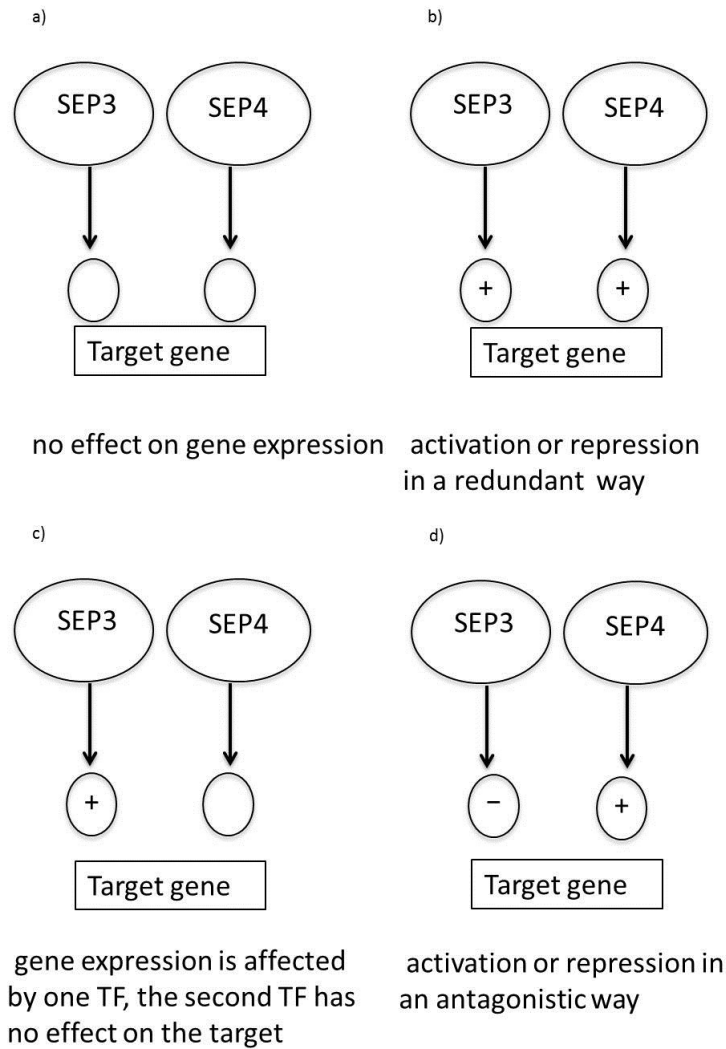 a)
SEP3 SEP4
Target gene
no effect on gene expression
b)
SEP3 SEP4
+ +
Target gene
activation or repression
in a redundant way
c)
SEP3 SEP4
+
Target gene
gene expression is affected
by one TF, the second TF has
no effect on the target
d)
SEP3 SEP4
− +
Target gene
activation or repression in
an antagonistic way